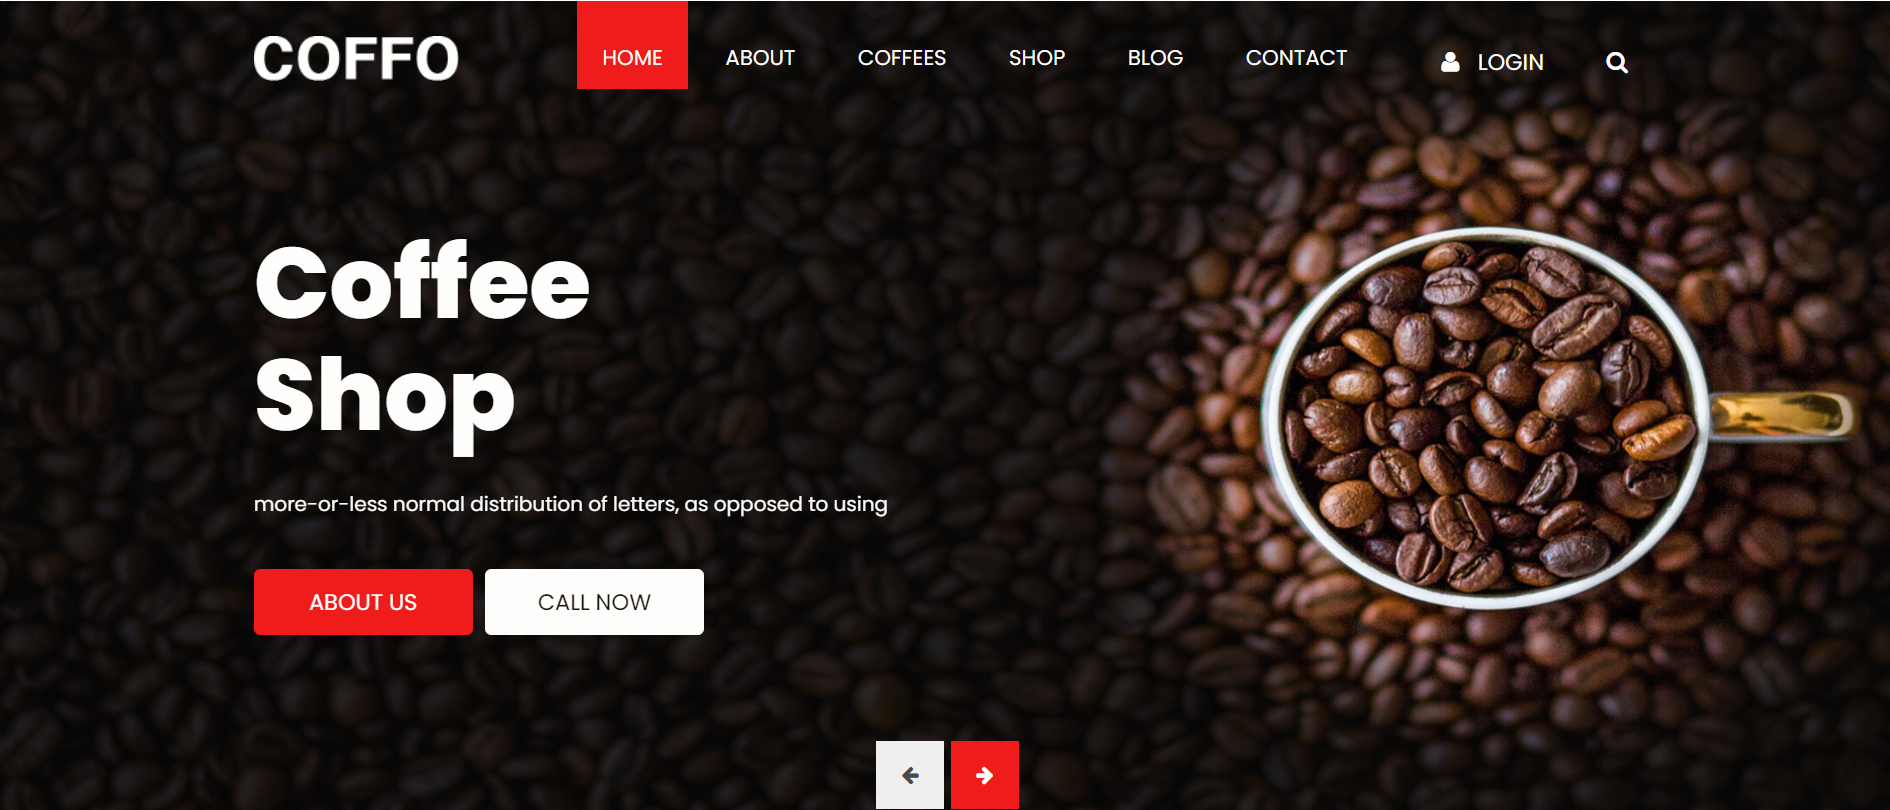 COFFO
HOME ABOUT COFFEES SHOP BLOG CONTACT LOGIN
Coffee
Shop
more-or-less normal distribution of letters, as opposed to using
ABOUT US CALL NOW